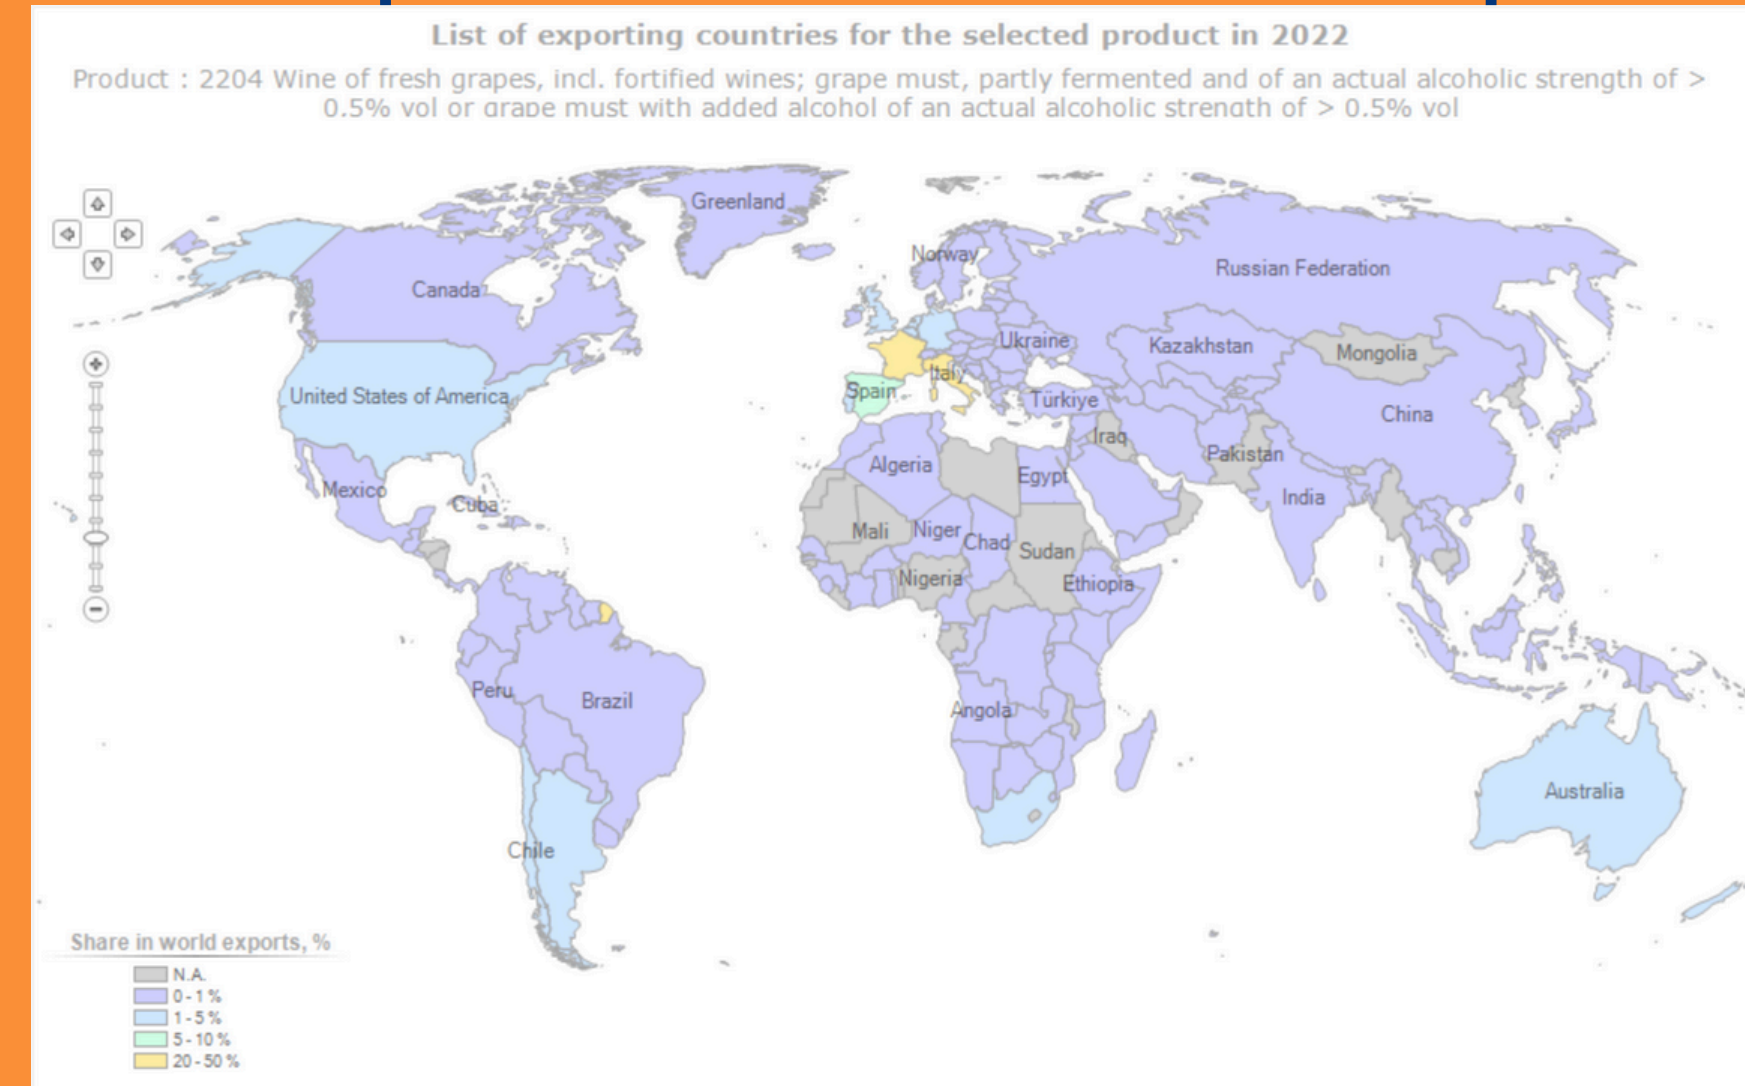 List of exporting countries for the selected product in 2022
Product : 2204 Wine of fresh grapes, incl. fortified wines; grape must, partly fermented and of an actual alcoholic strength of >
0.5% vol or grape must with added alcohol of an actual alcoholic strength of > 0.5% vol
Greenland
Norway
Russian Federation
Canada
Ukraine
Kazakhstan
Mongolia
Italy
Spain
United States of America
Türkiye
China
Iraq
Pakistan
Algeria
Egypt
India
Mexico
Cuba
Mali
Niger
Chad
Sudan
Nigeria
Ethiopia
Peru
Brazil
Angola
Australia
Chile
Share in world exports, %
N.A.
0 - 1 %
1 - 5 %
5 - 10 %
20 - 50 %